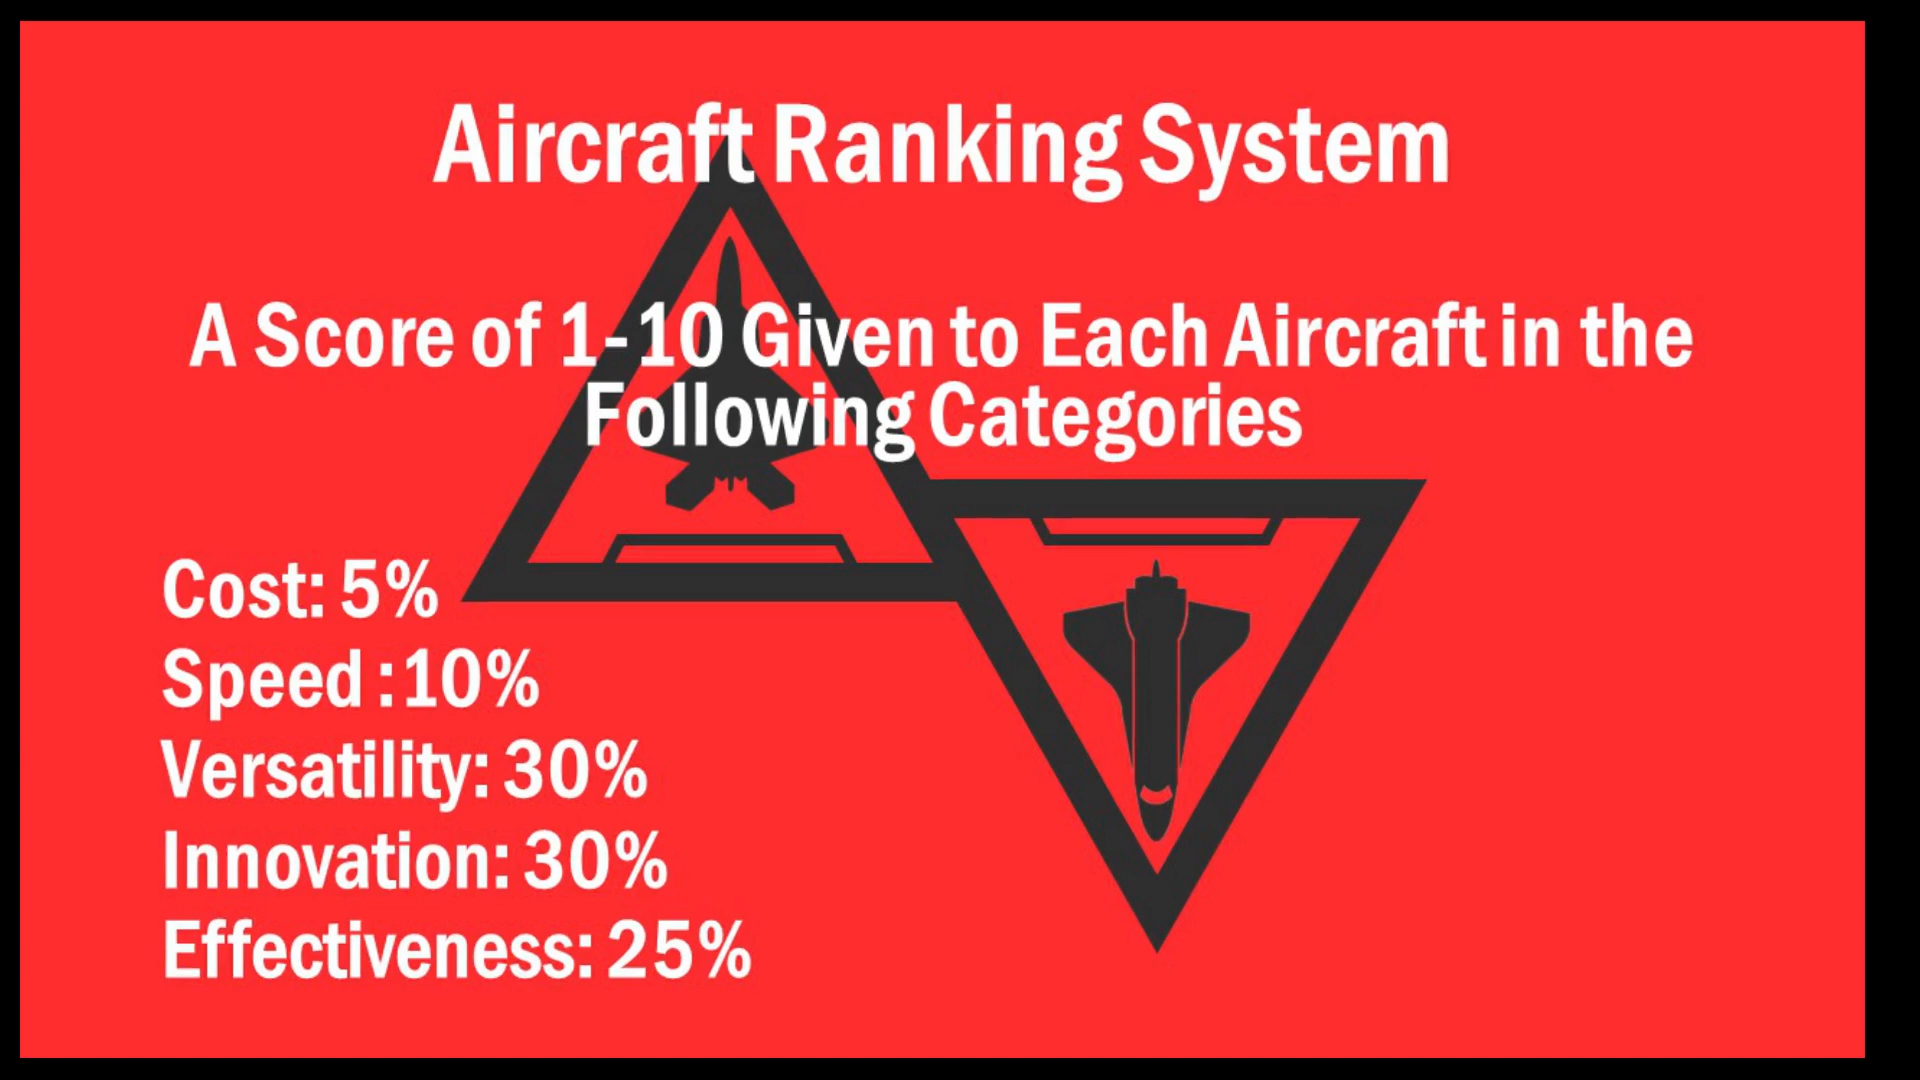 Aircraft Ranking System
A Score of 1-10 Given to Each Aircraft in the
Following Categories
Cost: 5%
Speed :10%
Versatility: 30%
Innovation: 30%
Effectiveness: 25%